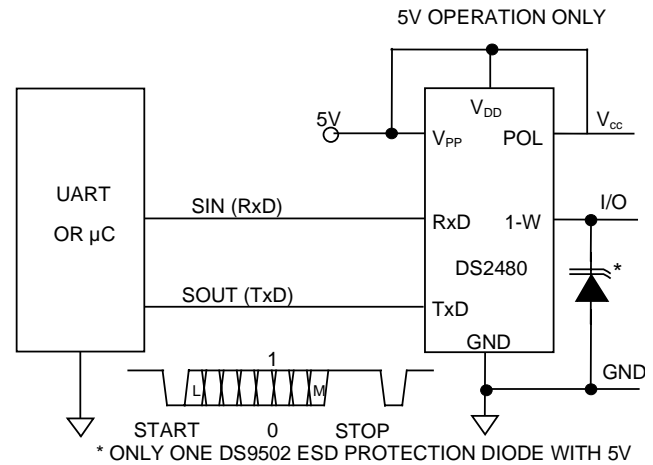 5V OPERATION ONLY
5V
VDD
VPP
POL
Vcc
UART
OR µC
SIN (RxD)
RxD
1-W
I/O
DS2480
*
SOUT (TxD)
TxD
GND
GND
1
L
M
START
0
STOP
* ONLY ONE DS9502 ESD PROTECTION DIODE WITH 5V